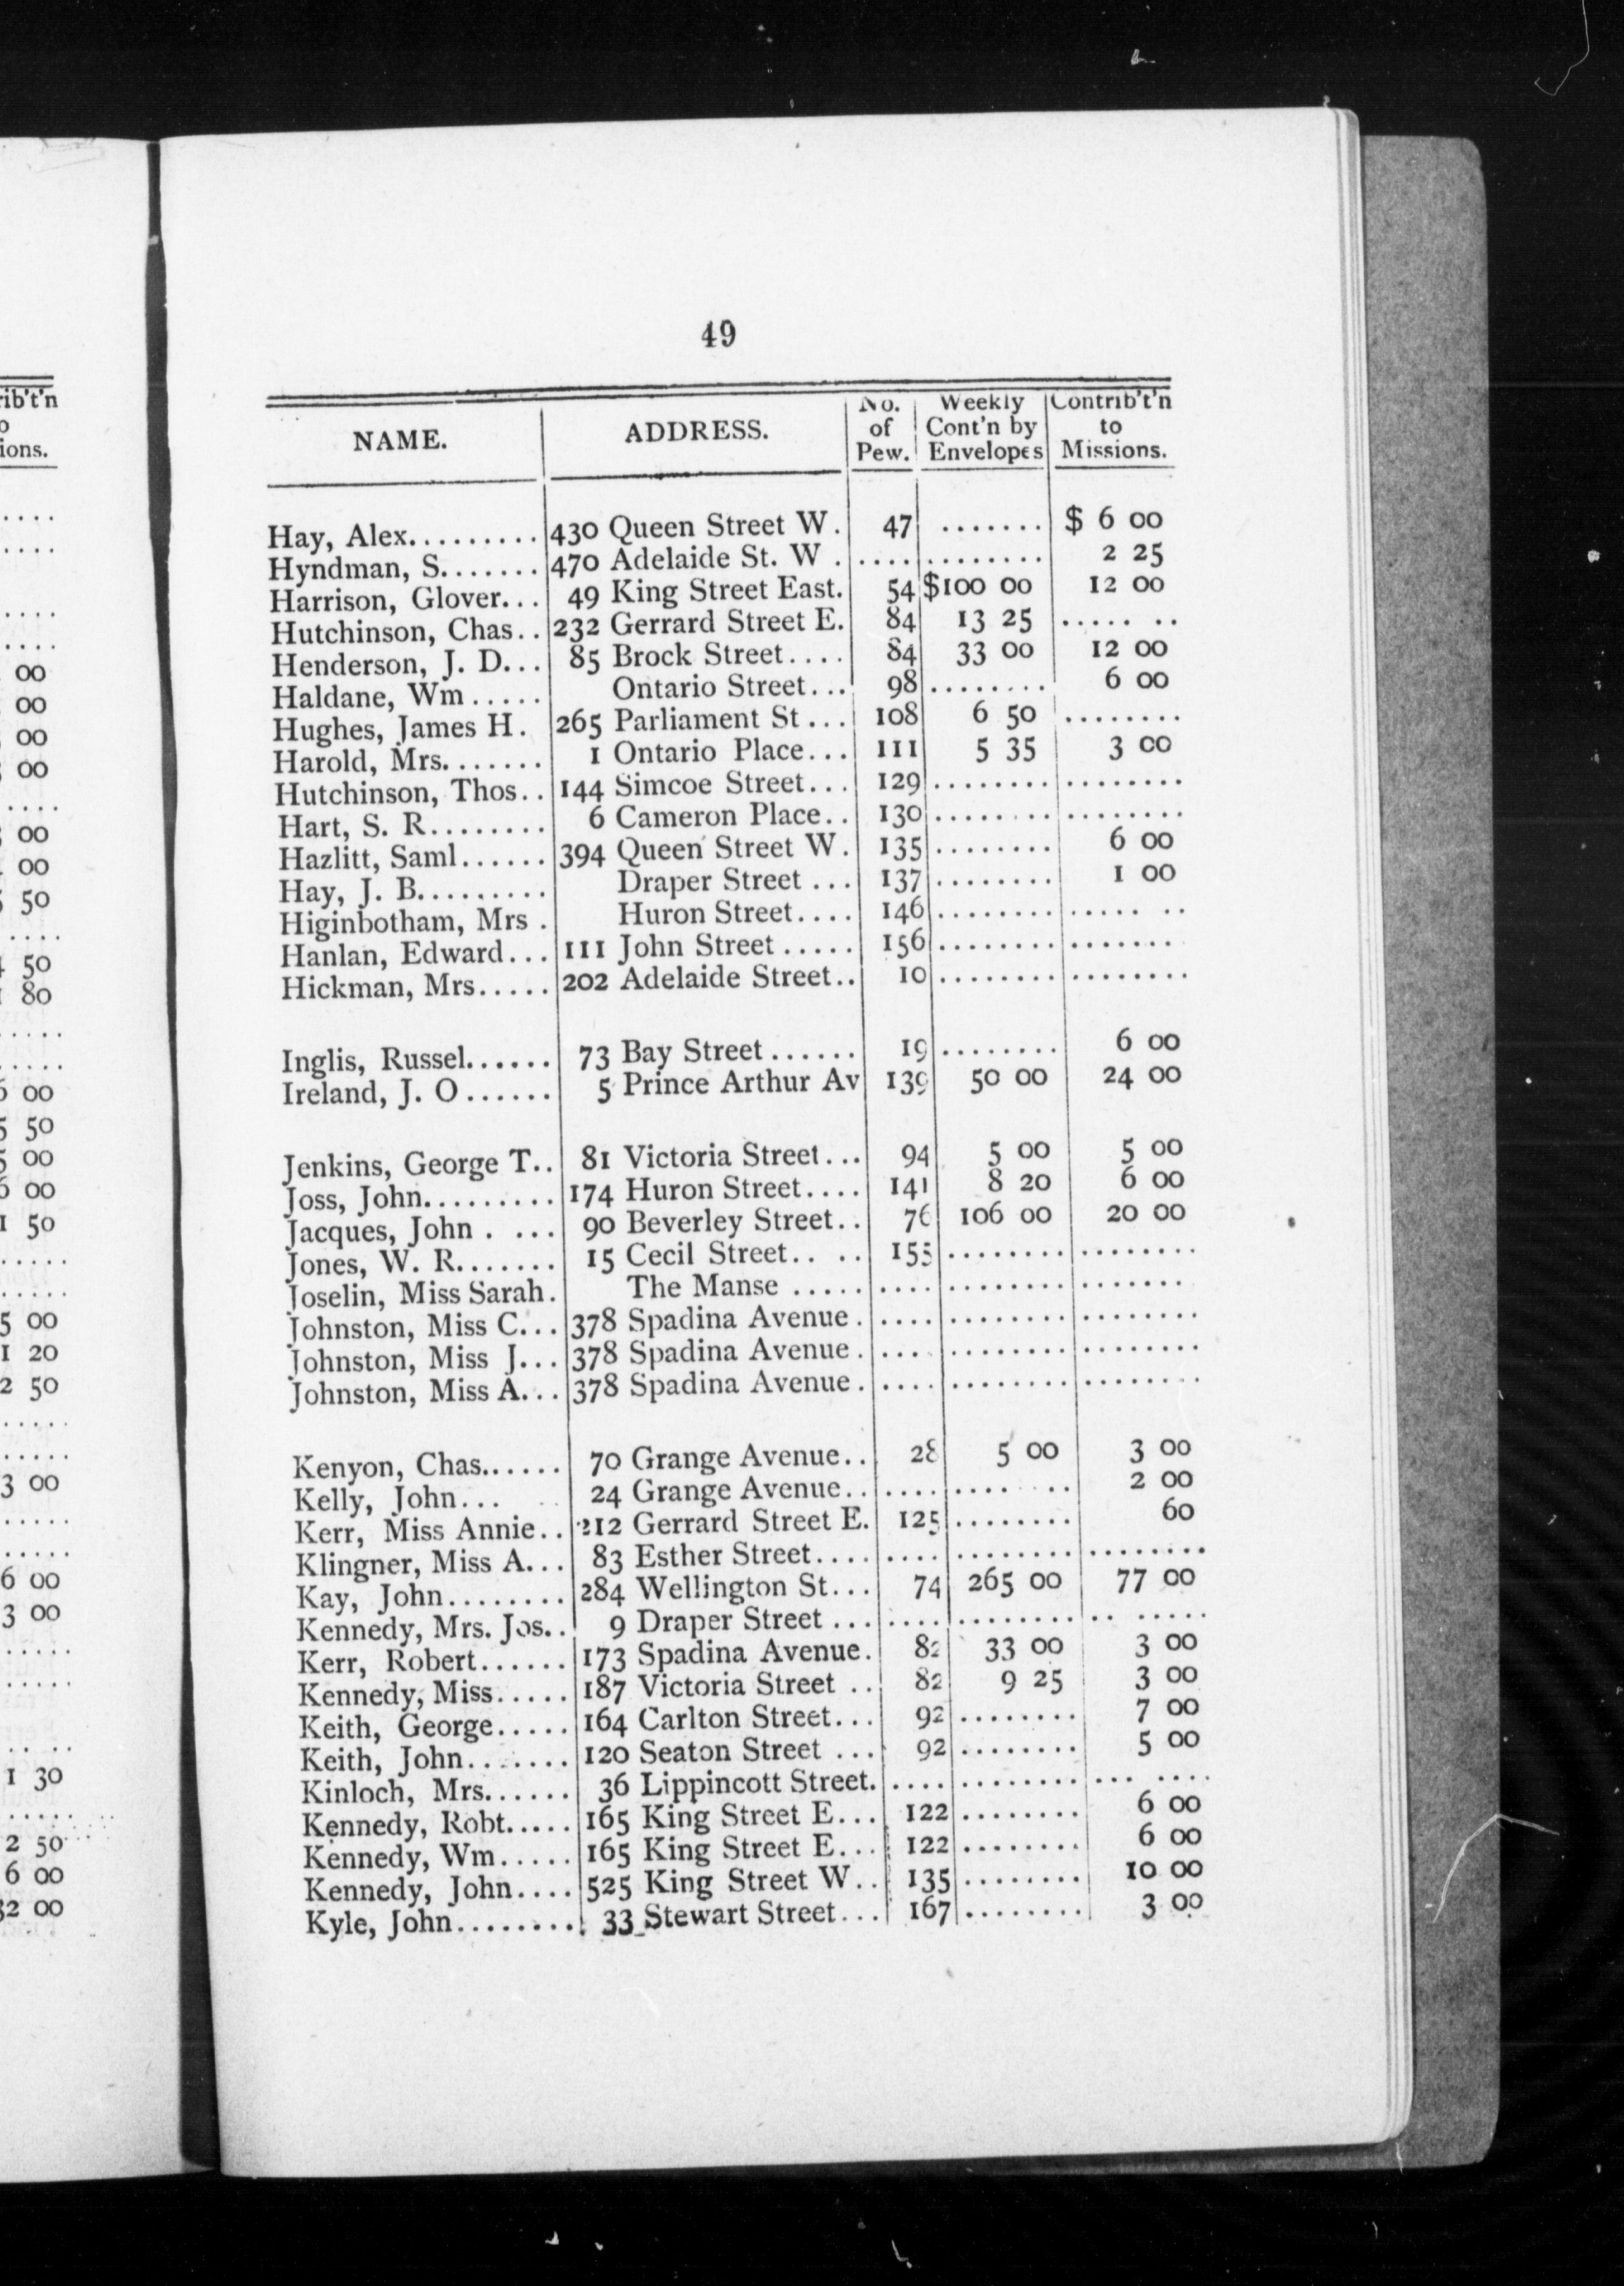 49
NAME. ADDRESS. No. of Pew. Weekly Cont'n by Envelopes Contrib't'n to Missions.
Hay, Alex......... 430 Queen Street W. 47 ....... $ 6 00
Hyndman, S....... 470 Adelaide St. W . .... ........ 2 25
Harrison, Glover... 49 King Street East. 54 $100 00 12 00
Hutchinson, Chas.. 232 Gerrard Street E. 84 13 25 ..... ..
Henderson, J. D... 85 Brock Street.... 84 33 00 12 00
Haldane, Wm ..... Ontario Street... 98 ........ 6 00
Hughes, James H. 265 Parliament St ... 108 6 50 ........
Harold, Mrs....... 1 Ontario Place... 111 5 35 3 00
Hutchinson, Thos.. 144 Simcoe Street... 129 ........ ........
Hart, S. R........ 6 Cameron Place.. 130 ........ ........
Hazlitt, Saml...... 394 Queen Street W. 135 ........ 6 00
Hay, J. B......... Draper Street ... 137 ........ 1 00
Higinbotham, Mrs . Huron Street.... 146 ........ ..... ..
Hanlan, Edward... 111 John Street ..... 156 ........ .......
Hickman, Mrs..... 202 Adelaide Street.. 10 ........ ........
Inglis, Russel...... 73 Bay Street ...... 19 ........ 6 00
Ireland, J. O ...... 5 Prince Arthur Av 139 50 00 24 00
Jenkins, George T.. 81 Victoria Street... 94 5 00 5 00
Joss, John......... 174 Huron Street.... 141 8 20 6 00
Jacques, John . ... 90 Beverley Street.. 76 106 00 20 00
Jones, W. R....... 15 Cecil Street.. .. 155 ........ ........
Joselin, Miss Sarah. The Manse ..... .... ........ .......
Johnston, Miss C... 378 Spadina Avenue . .... ........ ........
Johnston, Miss J... 378 Spadina Avenue . .... ........ ........
Johnston, Miss A... 378 Spadina Avenue . .... ........ ........
Kenyon, Chas...... 70 Grange Avenue.. 28 5 00 3 00
Kelly, John... .. 24 Grange Avenue.. .... .... .. 2 00
Kerr, Miss Annie.. 212 Gerrard Street E. 125 ........ 60
Klingner, Miss A... 83 Esther Street.... .... ........ ........
Kay, John........ 284 Wellington St... 74 265 00 77 00
Kennedy, Mrs. Jos.. 9 Draper Street ... .... ........ .. .....
Kerr, Robert...... 173 Spadina Avenue. 82 33 00 3 00
Kennedy, Miss..... 187 Victoria Street .. 82 9 25 3 00
Keith, George..... 164 Carlton Street... 92 ........ 7 00
Keith, John....... 120 Seaton Street ... 92 ........ 5 00
Kinloch, Mrs...... 36 Lippincott Street. .... ........ ... ....
Kennedy, Robt..... 165 King Street E... 122 ........ 6 00
Kennedy, Wm..... 165 King Street E... 122 ........ 6 00
Kennedy, John.... 525 King Street W.. 135 ........ 10 00
Kyle, John........ 33 Stewart Street... 167 ........ 3 00